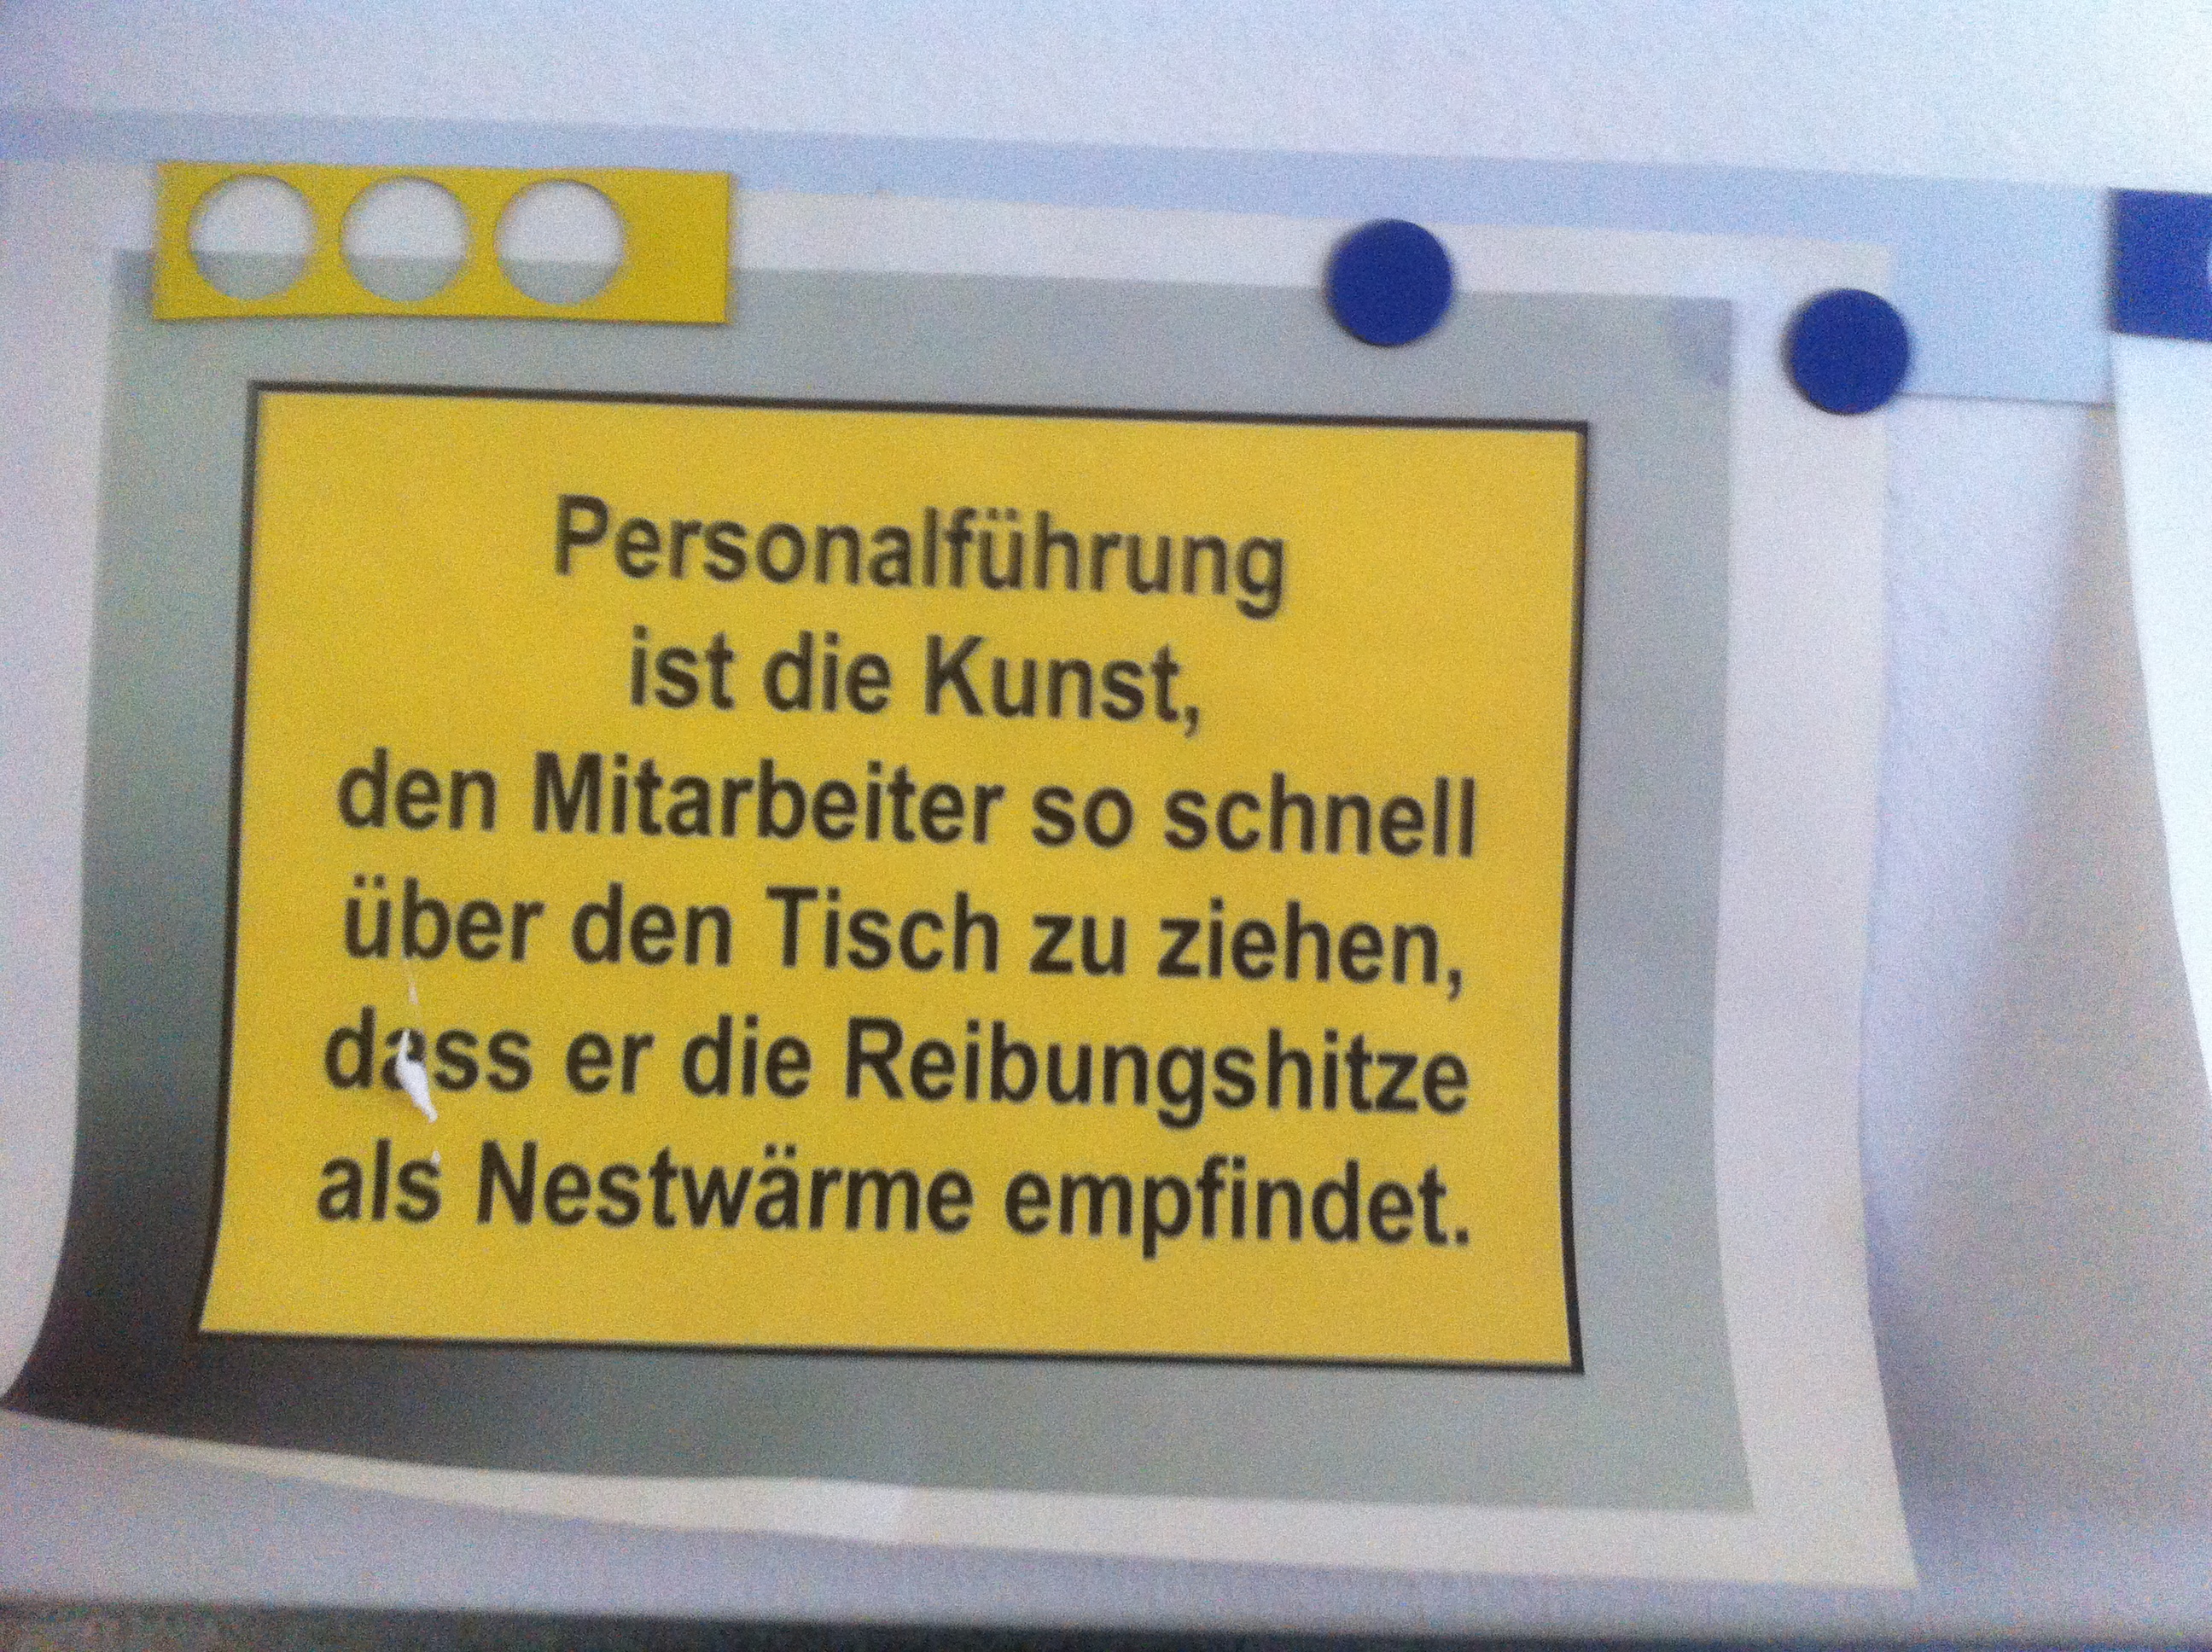 Personalführung
ist die Kunst,
den Mitarbeiter so schnell
über den Tisch zu ziehen,
dass er die Reibungshitze
als Nestwärme empfindet.